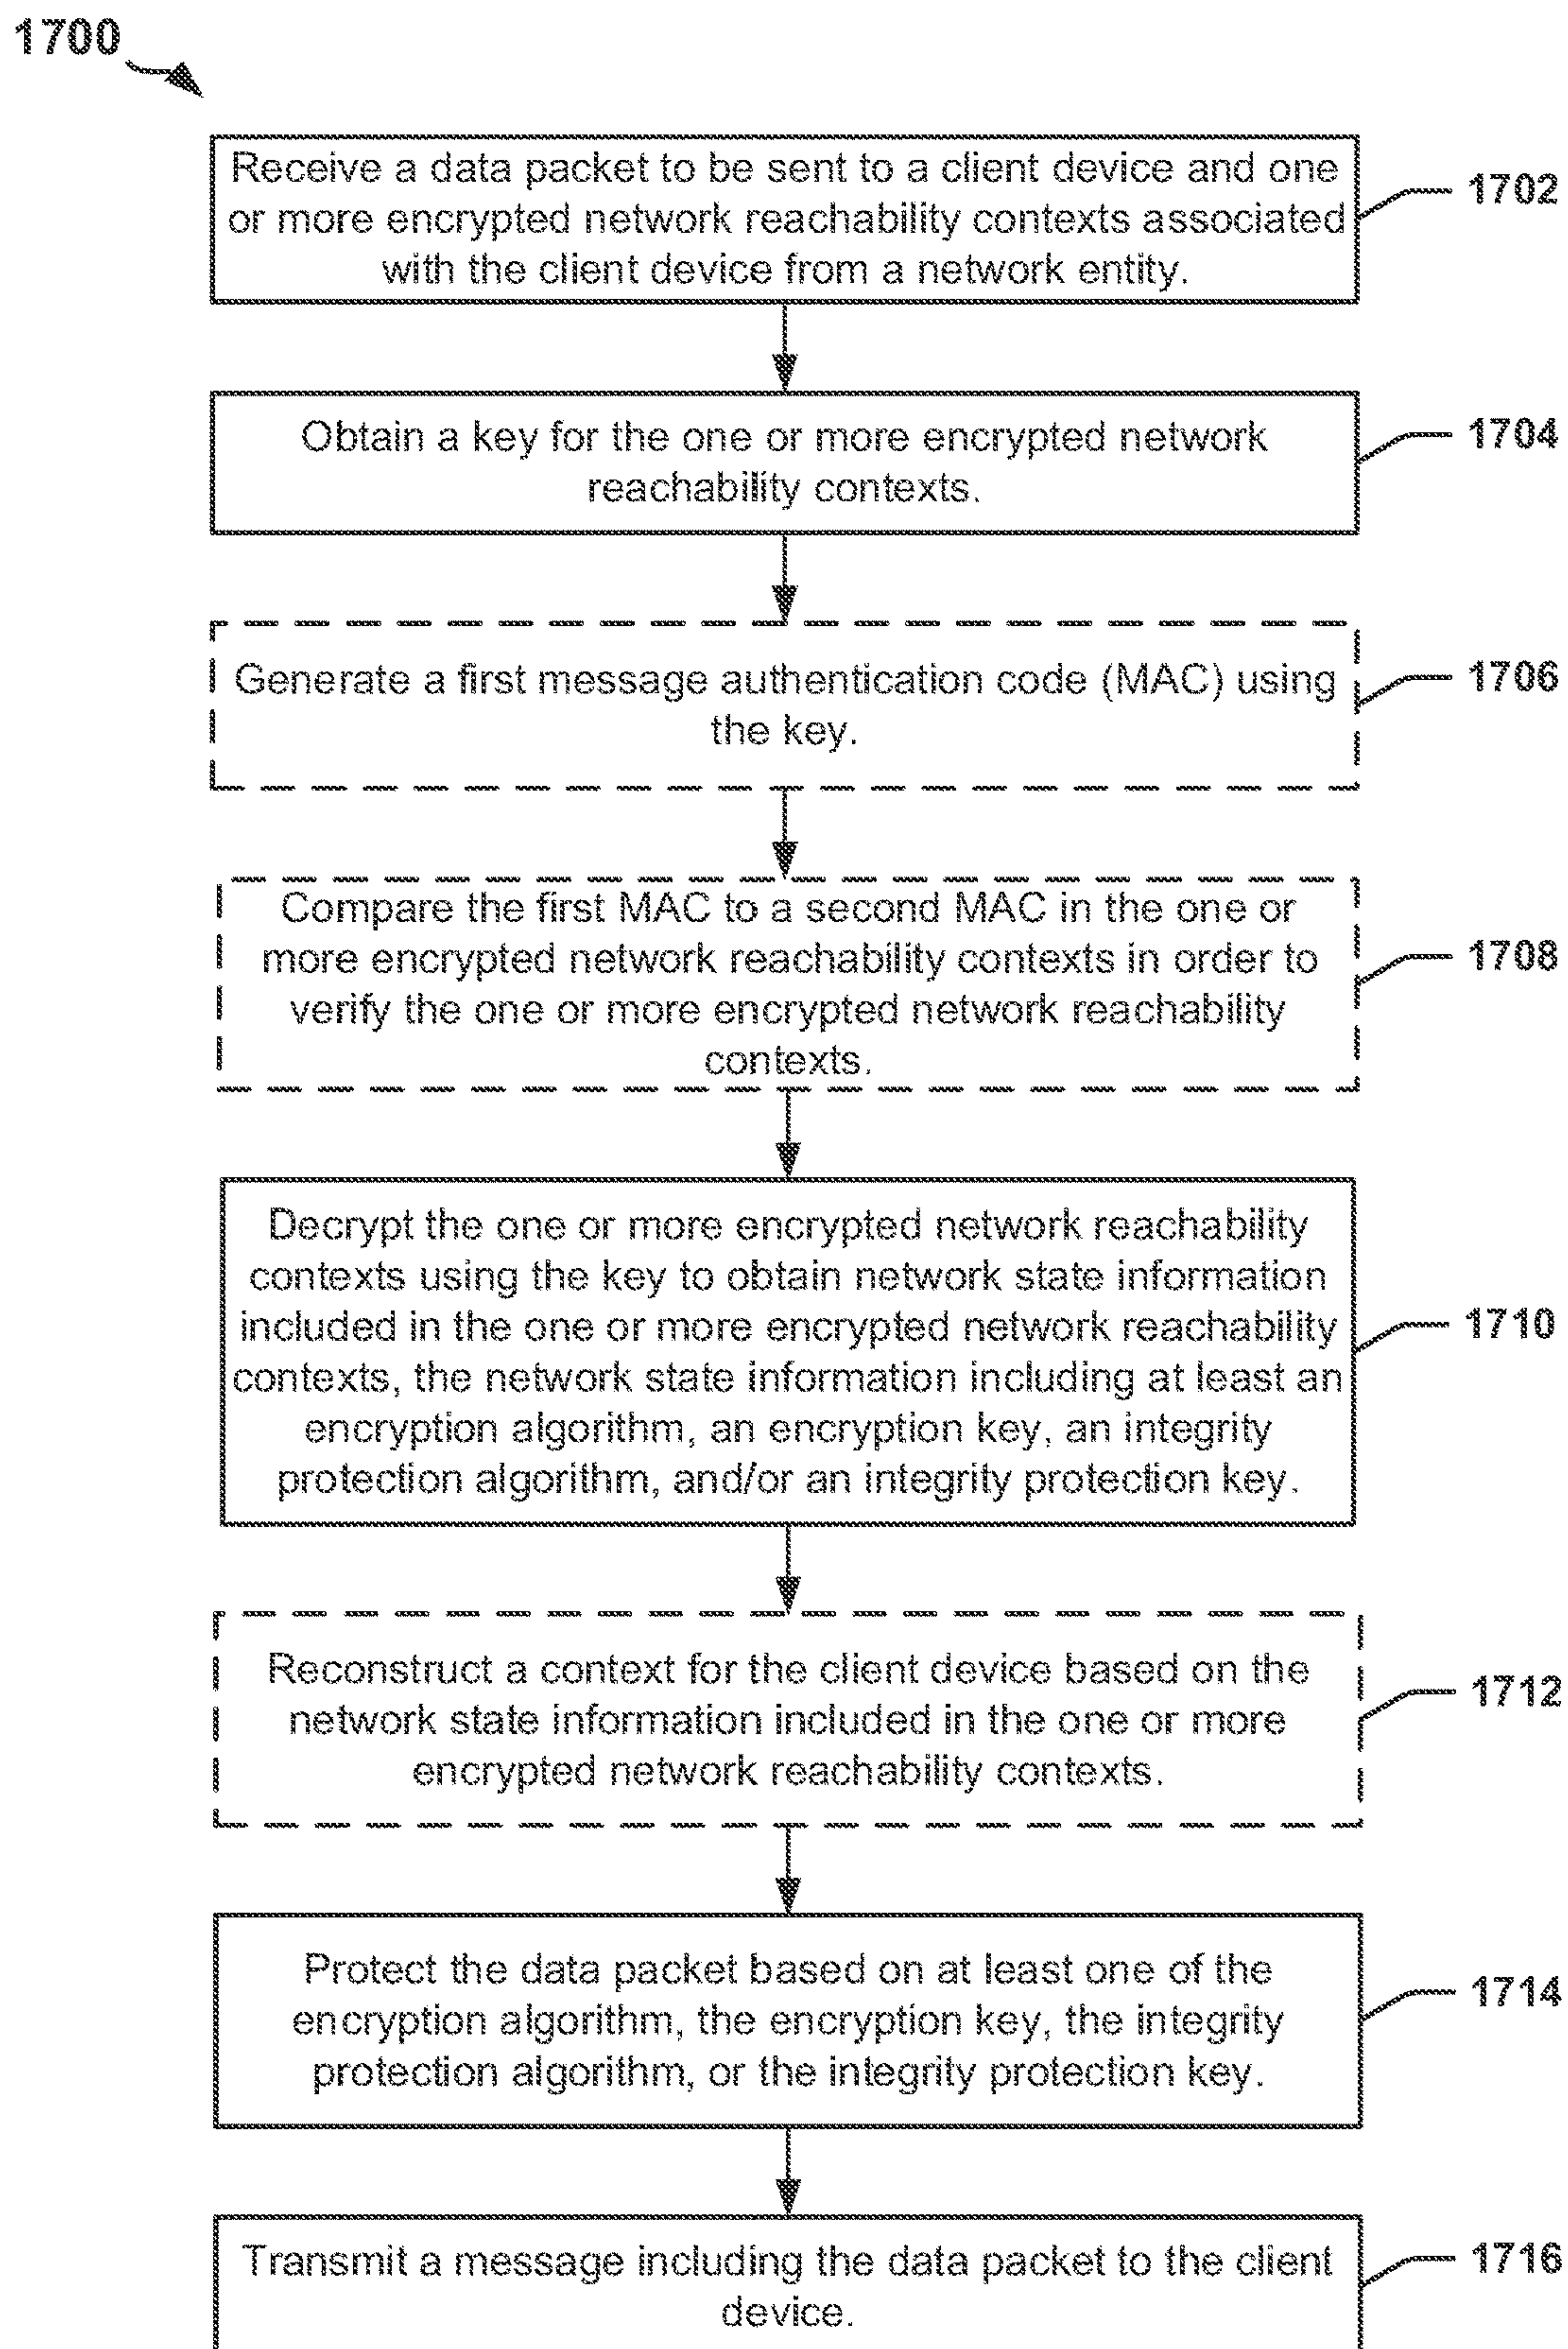 1700
Receive a data packet to be sent to a client device and one
or more encrypted network reachability contexts associated
with the client device from a network entity.
1702
Obtain a key for the one or more encrypted network
reachability contexts.
1704
Generate a first message authentication code (MAC) using
the key.
1706
Compare the first MAC to a second MAC in the one or
more encrypted network reachability contexts in order to
verify the one or more encrypted network reachability
contexts.
1708
Decrypt the one or more encrypted network reachability
contexts using the key to obtain network state information
included in the one or more encrypted network reachability
contexts, the network state information including at least an
encryption algorithm, an encryption key, an integrity
protection algorithm, and/or an integrity protection key.
1710
Reconstruct a context for the client device based on the
network state information included in the one or more
encrypted network reachability contexts.
1712
Protect the data packet based on at least one of the
encryption algorithm, the encryption key, the integrity
protection algorithm, or the integrity protection key.
1714
Transmit a message including the data packet to the client
device.
1716